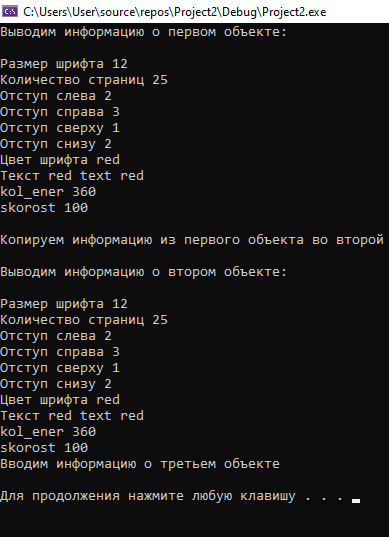 C:\Users\User\source\repos\Project2\Debug\Project2.exe
Выводим информацию о первом объекте:
Размер шрифта 12
Количество страниц 25
Отступ слева 2
Отступ справа 3
Отступ сверху 1
Отступ снизу 2
Цвет шрифта red
Текст red text red
kol_ener 360
skorost 100
Копируем информацию из первого объекта во второй
Выводим информацию о втором объекте:
Размер шрифта 12
Количество страниц 25
Отступ слева 2
Отступ справа 3
Отступ сверху 1
Отступ снизу 2
Цвет шрифта red
Текст red text red
kol_ener 360
skorost 100
Вводим информацию о третьем объекте
Для продолжения нажмите любую клавишу . . .